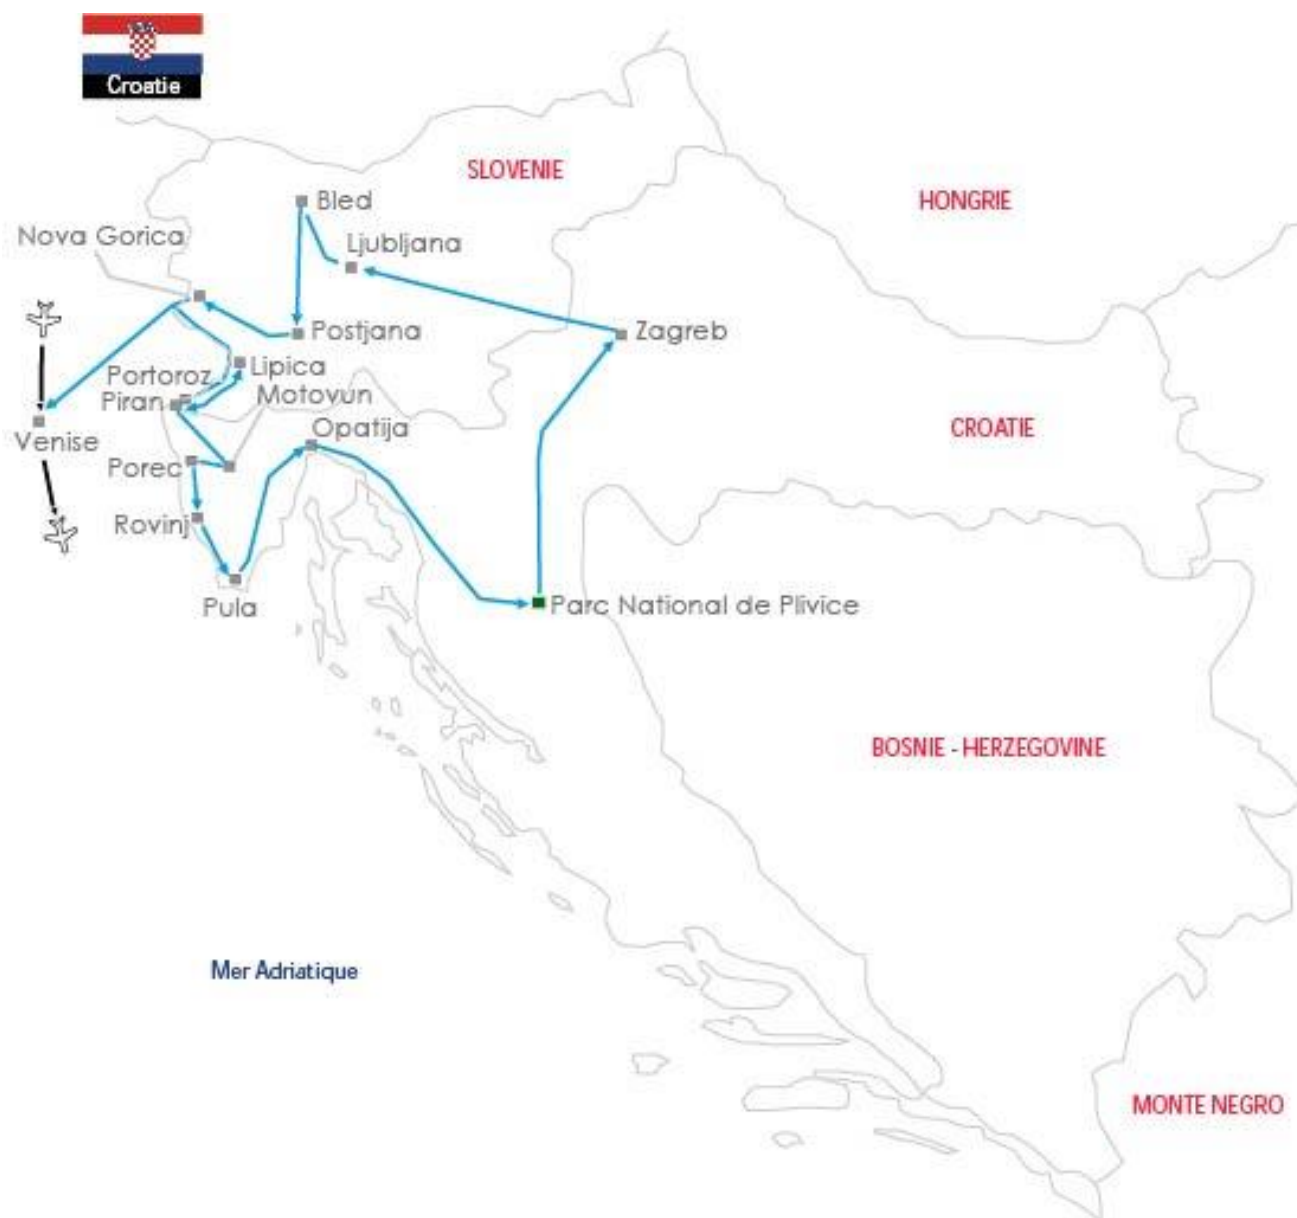 Croatie
SLOVENIE
Bled
HONGRIE
Nova Gorica
Ljubljana
Postjana
Zagreb
Lipica
Portoroz
Motovun
Piran
Venise
Opatija
CROATIE
Porec
Rovinj
Pula
Parc National de Plivice
BOSNIE - HERZEGOVINE
Mer Adriatique
MONTE NEGRO